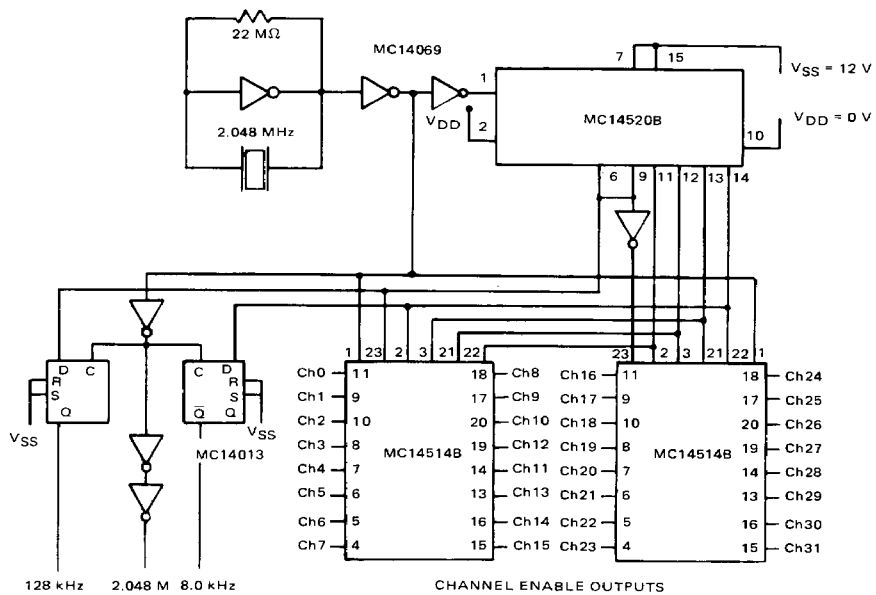 22 MΩ
MC14069
2.048 MHz
VDD
1
2
7
15
MC14520B
10
VSS = 12 V
VDD = 0 V
6 9 11 12 13 14
D C
R
S
Q
VSS
C D
R
S
Q̅ Q
VSS
MC14013
128 kHz 2.048 M 8.0 kHz
1 23 2 3 21 22
Ch0 11 18 Ch8
Ch1 9 17 Ch9
Ch2 10 20 Ch10
Ch3 8 19 Ch12
Ch4 7 MC14514B 14 Ch11
Ch5 6 13 Ch13
Ch6 5 16 Ch14
Ch7 4 15 Ch15
23 2 3 21 22 1
Ch16 11 18 Ch24
Ch17 9 17 Ch25
Ch18 10 20 Ch26
Ch19 8 19 Ch27
Ch20 7 MC14514B 14 Ch28
Ch21 6 13 Ch29
Ch22 5 16 Ch30
Ch23 4 15 Ch31
CHANNEL ENABLE OUTPUTS